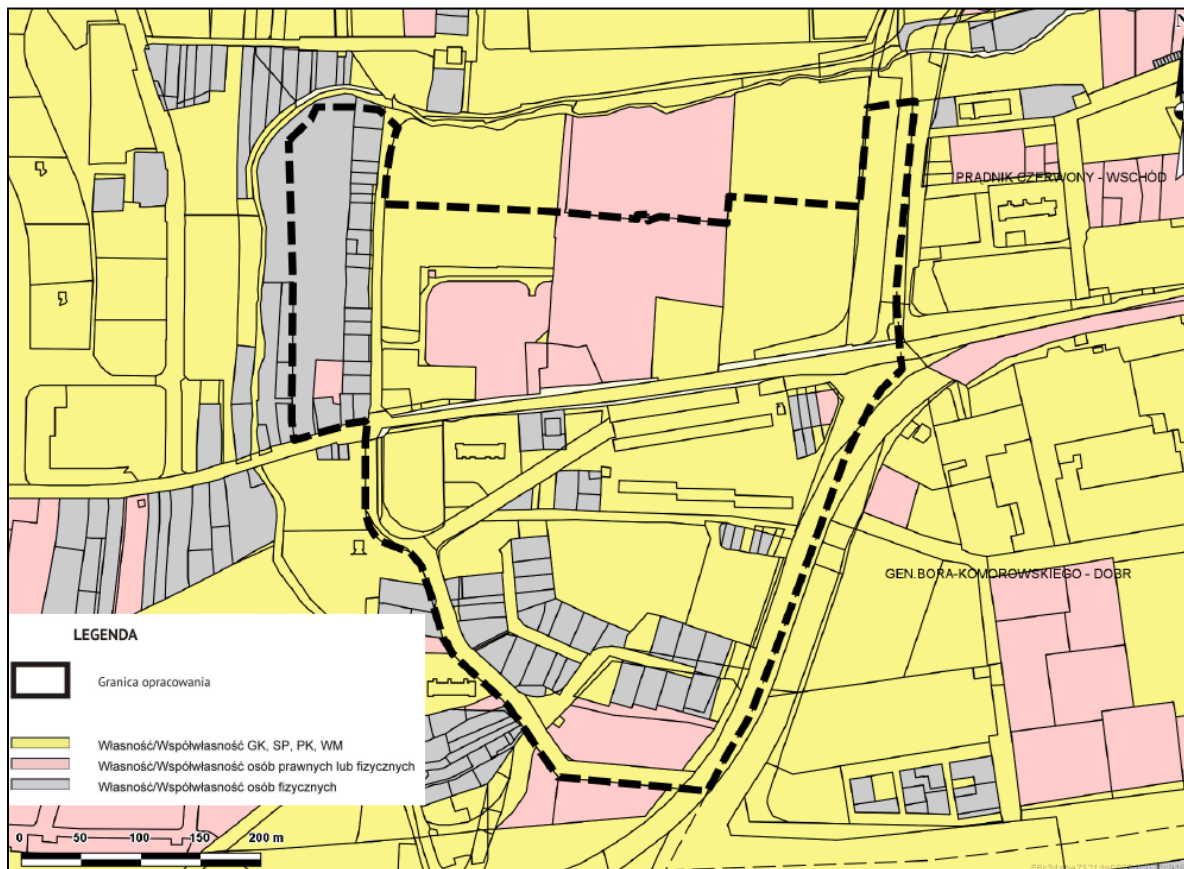 N
PRADNIK CZERWONY - WSCHÓD
GEN.BORA-KOMOROWSKIEGO - DOBR
LEGENDA
Granica opracowania
Własność/Współwłasność GK, SP, PK, WM
Własność/Współwłasność osób prawnych lub fizycznych
Własność/Współwłasność osób fizycznych
0 50 100 150 200 m